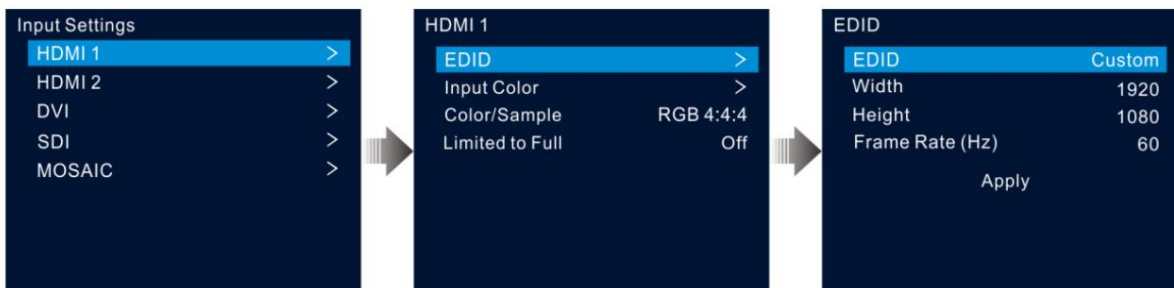 Input Settings
HDMI 1 >
HDMI 2 >
DVI >
SDI >
MOSAIC >
HDMI 1
EDID >
Input Color >
Color/Sample RGB 4:4:4
Limited to Full Off
EDID
EDID Custom
Width 1920
Height 1080
Frame Rate (Hz) 60
Apply